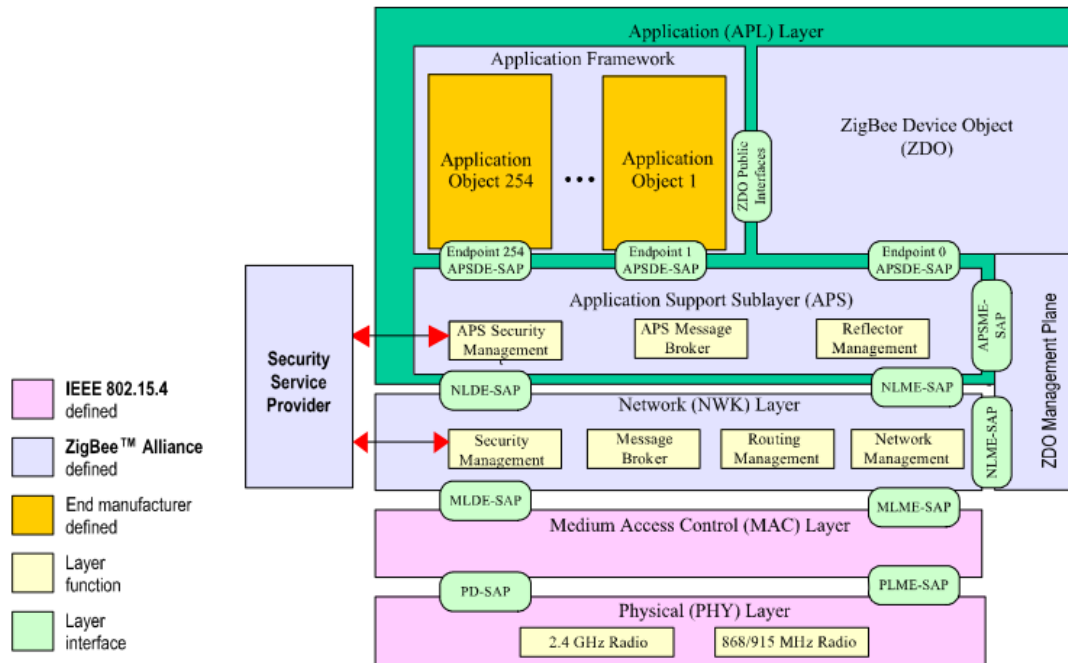 Application (APL) Layer
Application Framework
Application
Object 254
...
Application
Object 1
ZDO Public
Interfaces
ZigBee Device Object
(ZDO)
Endpoint 254
APSDE-SAP
Endpoint 1
APSDE-SAP
Endpoint 0
APSDE-SAP
Application Support Sublayer (APS)
APS Security
Management
APS Message
Broker
Reflector
Management
APSME-
SAP
ZDO Management Plane
Security
Service
Provider
NLDE-SAP
NLME-SAP
Network (NWK) Layer
Security
Management
Message
Broker
Routing
Management
Network
Management
NLME-SAP
MLDE-SAP
MLME-SAP
Medium Access Control (MAC) Layer
PD-SAP
PLME-SAP
Physical (PHY) Layer
2.4 GHz Radio
868/915 MHz Radio
IEEE 802.15.4
defined
ZigBee™ Alliance
defined
End manufacturer
defined
Layer
function
Layer
interface